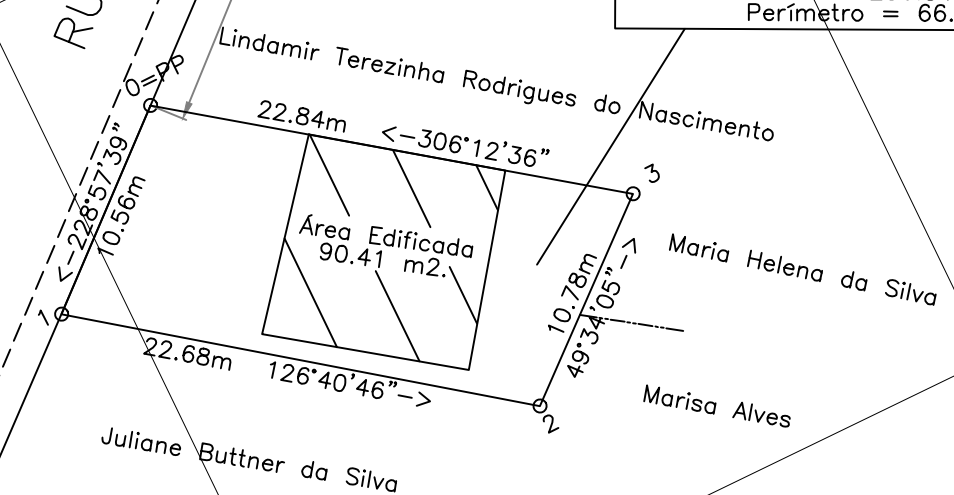 Perímetro = 66.
RU
Lindamir Terezinha Rodrigues do Nascimento
0=PP
22.84m <-306°12'36"
3
<-228°57'39"
10.56m
Área Edificada
90.41 m2.
Maria Helena da Silva
10.78m
49°34'05"->
1
22.68m 126°40'46"->
2
Marisa Alves
Juliane Buttner da Silva